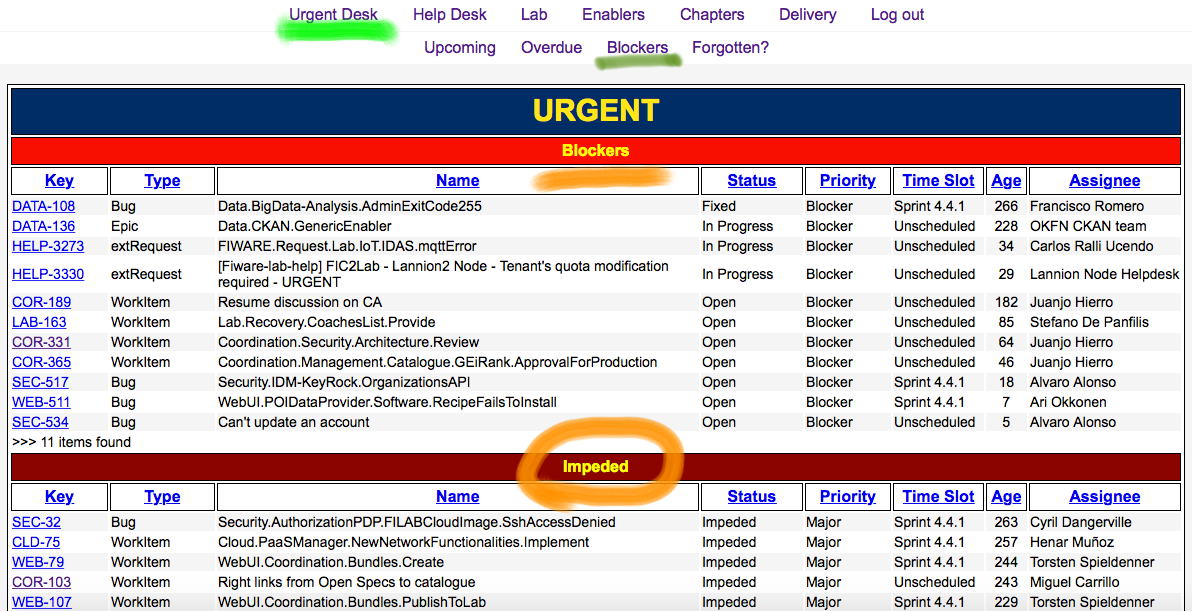 Urgent Desk Help Desk Lab Enablers Chapters Delivery Log out
Upcoming Overdue Blockers Forgotten?
URGENT
Blockers
Key Type Name Status Priority Time Slot Age Assignee
DATA-108 Bug Data.BigData-Analysis.AdminExitCode255 Fixed Blocker Sprint 4.4.1 266 Francisco Romero
DATA-136 Epic Data.CKAN.GenericEnabler In Progress Blocker Unscheduled 228 OKFN CKAN team
HELP-3273 extRequest FIWARE.Request.Lab.IoT.IDAS.mqttError In Progress Blocker Unscheduled 34 Carlos Ralli Ucendo
HELP-3330 extRequest [Fiware-lab-help] FIC2Lab - Lannion2 Node - Tenant's quota modification In Progress Blocker Unscheduled 29 Lannion Node Helpdesk
required - URGENT
COR-189 WorkItem Resume discussion on CA Open Blocker Unscheduled 182 Juanjo Hierro
LAB-163 WorkItem Lab.Recovery.CoachesList.Provide Open Blocker Unscheduled 85 Stefano De Panfilis
COR-331 WorkItem Coordination.Security.Architecture.Review Open Blocker Unscheduled 64 Juanjo Hierro
COR-365 WorkItem Coordination.Management.Catalogue.GEiRank.ApprovalForProduction Open Blocker Unscheduled 46 Juanjo Hierro
SEC-517 Bug Security.IDM-KeyRock.OrganizationsAPI Open Blocker Sprint 4.4.1 18 Alvaro Alonso
WEB-511 Bug WebUI.POIDataProvider.Software.RecipeFailsToInstall Open Blocker Sprint 4.4.1 7 Ari Okkonen
SEC-534 Bug Can't update an account Open Blocker Sprint 4.4.1 5 Alvaro Alonso
>>> 11 items found
Impeded
Key Type Name Status Priority Time Slot Age Assignee
SEC-32 Bug Security.AuthorizationPDP.FILABCloudImage.SshAccessDenied Impeded Major Sprint 4.4.1 263 Cyril Dangerville
CLD-75 WorkItem Cloud.PaaSManager.NewNetworkFunctionalities.Implement Impeded Major Sprint 4.4.1 257 Henar Muñoz
WEB-79 WorkItem WebUI.Coordination.Bundles.Create Impeded Major Sprint 4.4.1 244 Torsten Spieldenner
COR-103 WorkItem Right links from Open Specs to catalogue Impeded Major Unscheduled 243 Miguel Carrillo
WEB-107 WorkItem WebUI.Coordination.Bundles.PublishToLab Impeded Major Sprint 4.4.1 229 Torsten Spieldenner